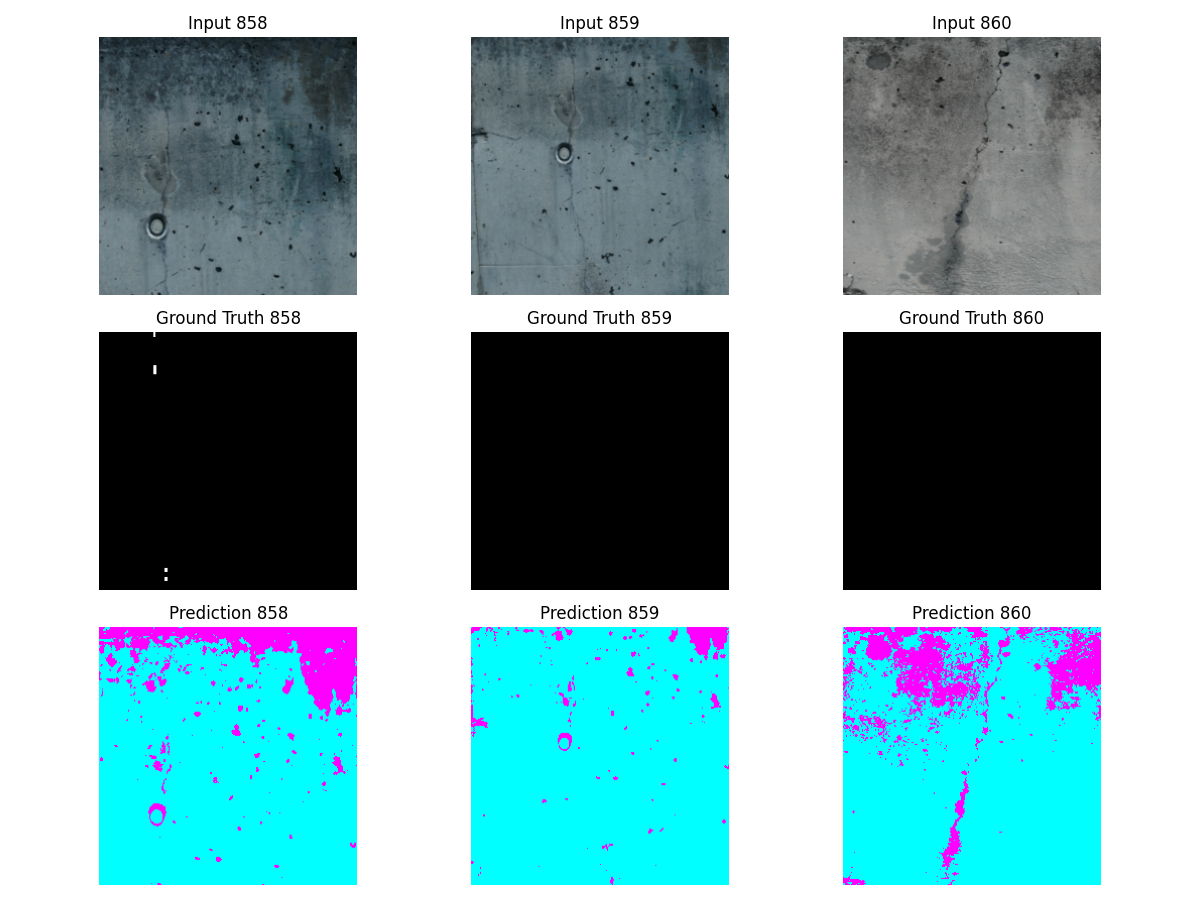 Input 858
Input 859
Input 860
Ground Truth 858
Ground Truth 859
Ground Truth 860
Prediction 858
Prediction 859
Prediction 860